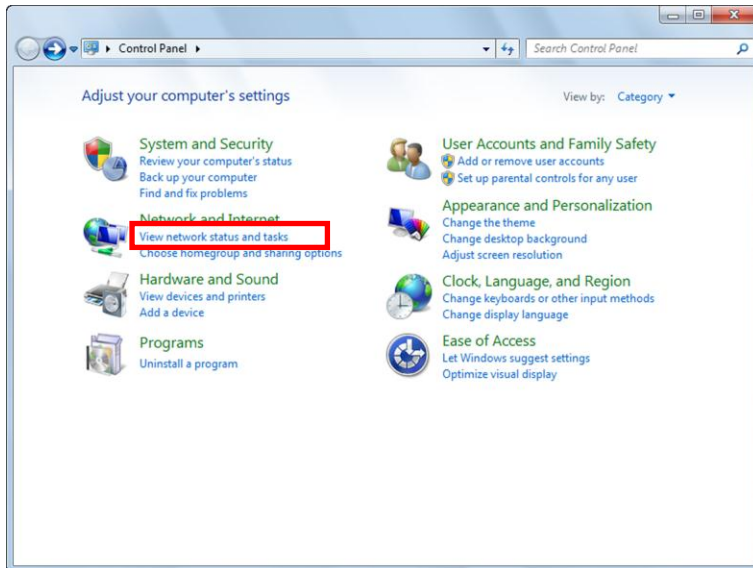 Control Panel
Search Control Panel
Adjust your computer's settings
View by: Category
System and Security
Review your computer's status
Back up your computer
Find and fix problems
Network and Internet
View network status and tasks
Choose homegroup and sharing options
Hardware and Sound
View devices and printers
Add a device
Programs
Uninstall a program
User Accounts and Family Safety
Add or remove user accounts
Set up parental controls for any user
Appearance and Personalization
Change the theme
Change desktop background
Adjust screen resolution
Clock, Language, and Region
Change keyboards or other input methods
Change display language
Ease of Access
Let Windows suggest settings
Optimize visual display